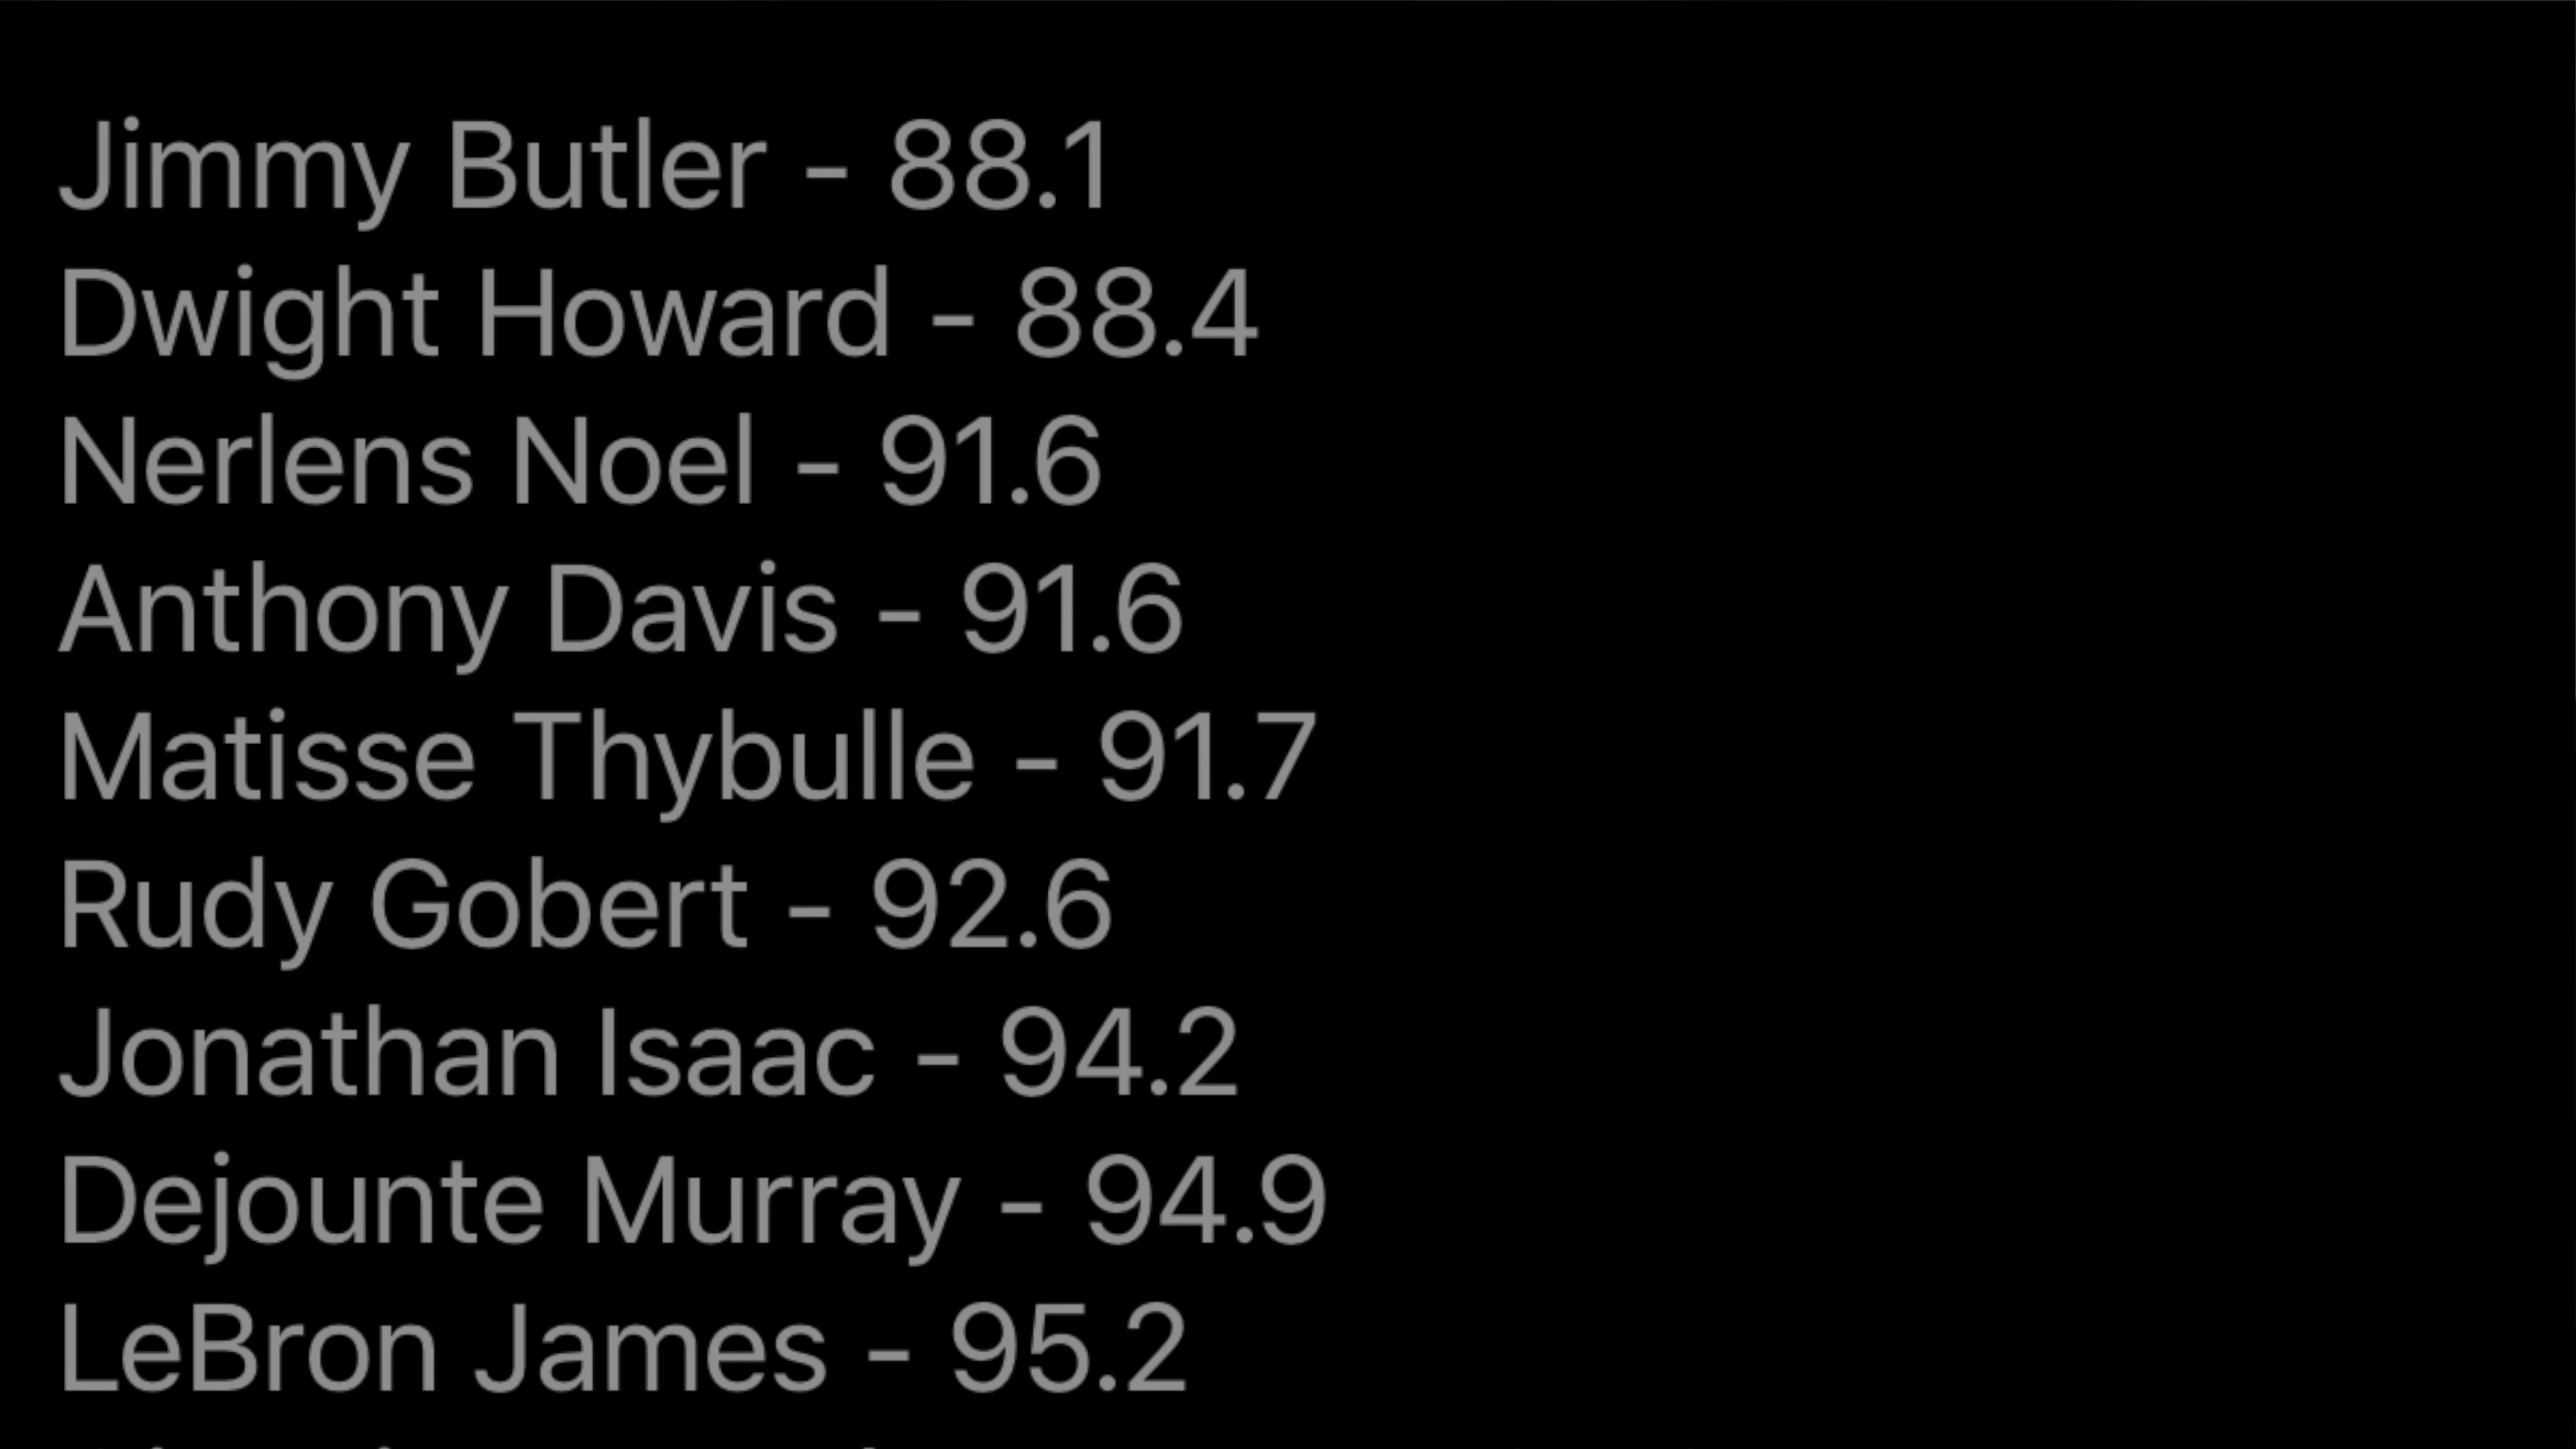 Jimmy Butler - 88.1
Dwight Howard - 88.4
Nerlens Noel - 91.6
Anthony Davis - 91.6
Matisse Thybulle - 91.7
Rudy Gobert - 92.6
Jonathan Isaac - 94.2
Dejounte Murray - 94.9
LeBron James - 95.2